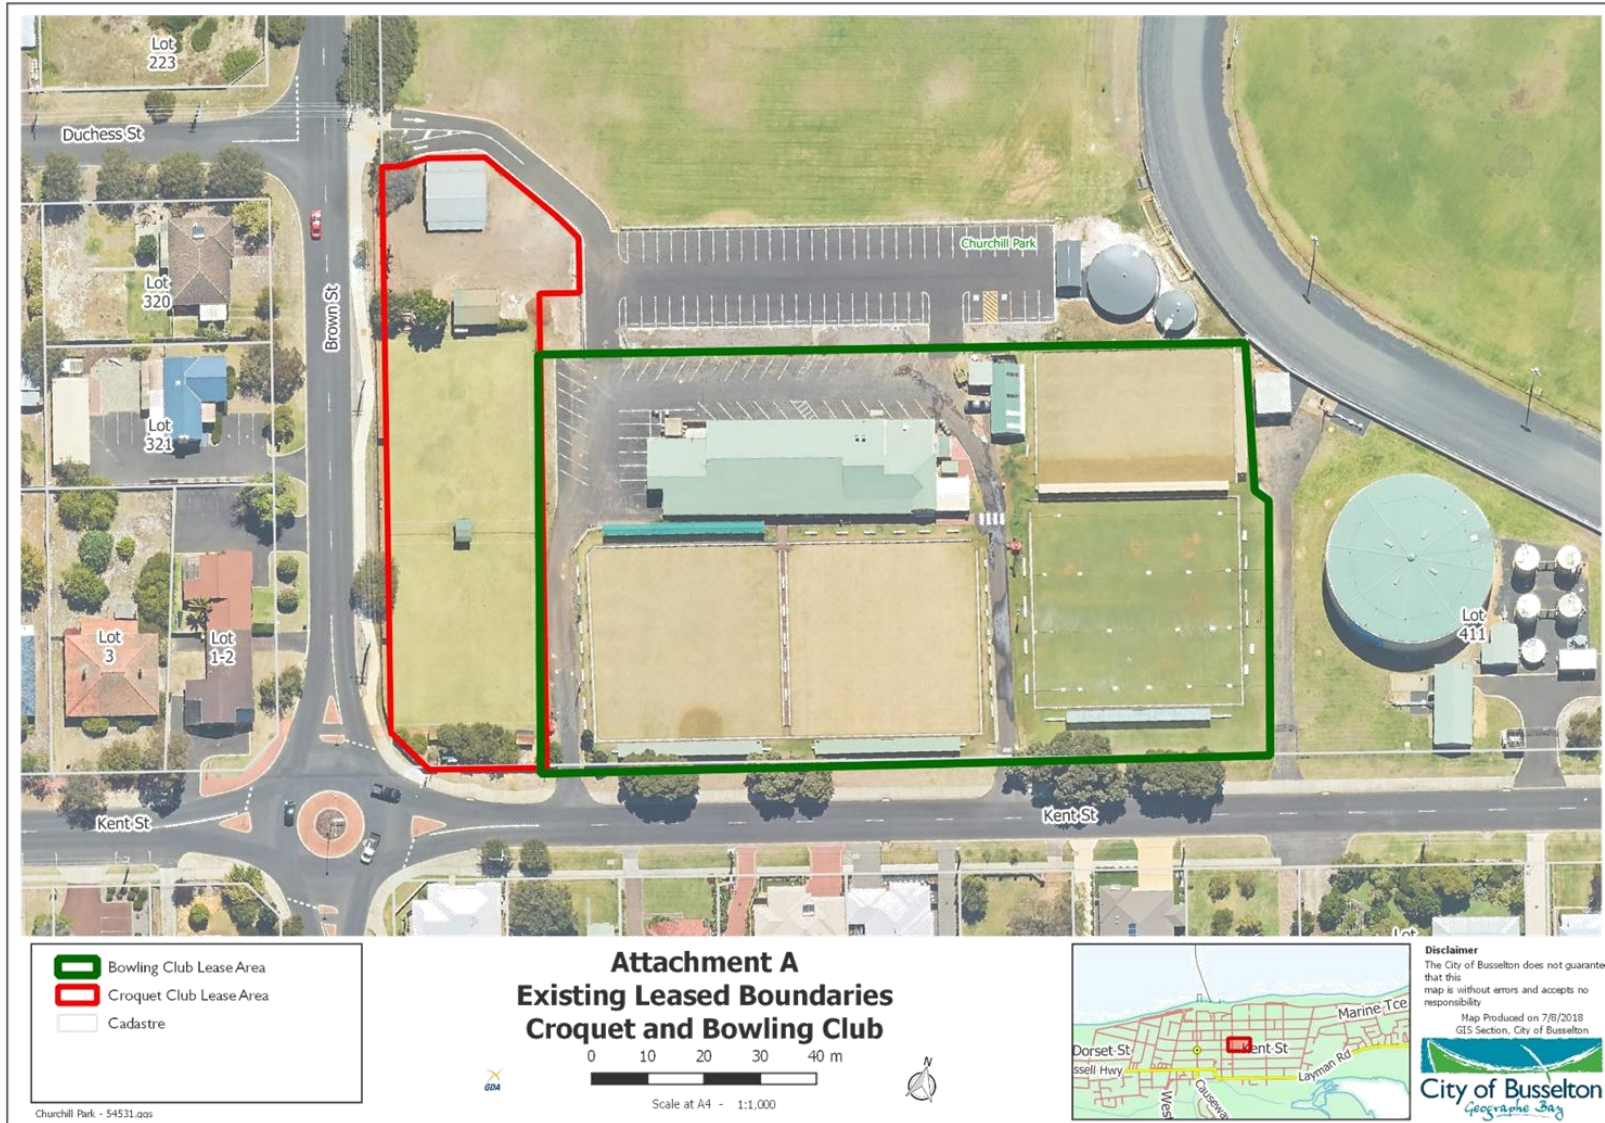 Lot
223
Duchess St
Churchill Park
Lot
320
Brown St
Lot
321
Lot
3
Lot
1-2
Lot
411
Kent St
Kent St
Lot
Bowling Club Lease Area
Croquet Club Lease Area
Cadastre
Churchill Park - 54531.qgs
Attachment A
Existing Leased Boundaries
Croquet and Bowling Club
0 10 20 30 40 m
GDA
Scale at A4 - 1:1,000
N
Marine Tce
Dorset St
Kent St
ssell Hwy
Layman Rd
Causeway
West
Disclaimer
The City of Busselton does not guarantee
that this
map is without errors and accepts no
responsibility
Map Produced on 7/8/2018
GIS Section, City of Busselton
City of Busselton
Geographe Bay